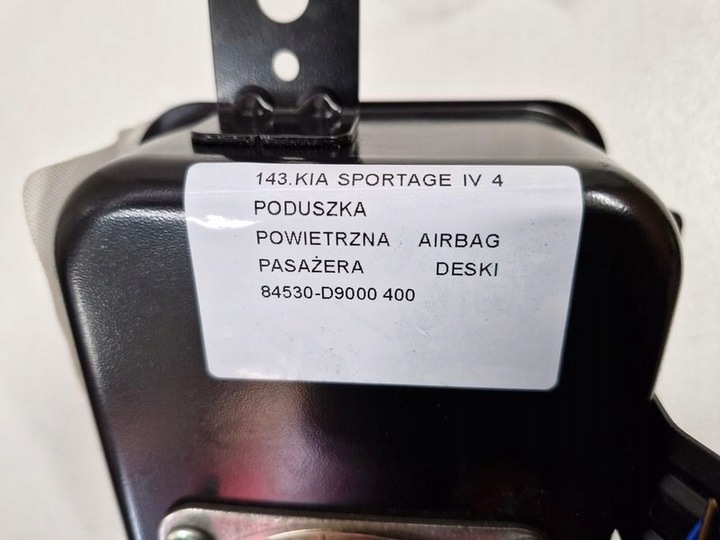 143.KIA SPORTAGE IV 4
PODUSZKA
POWIETRZNA AIRBAG
PASAŻERA DESKI
84530-D9000 400